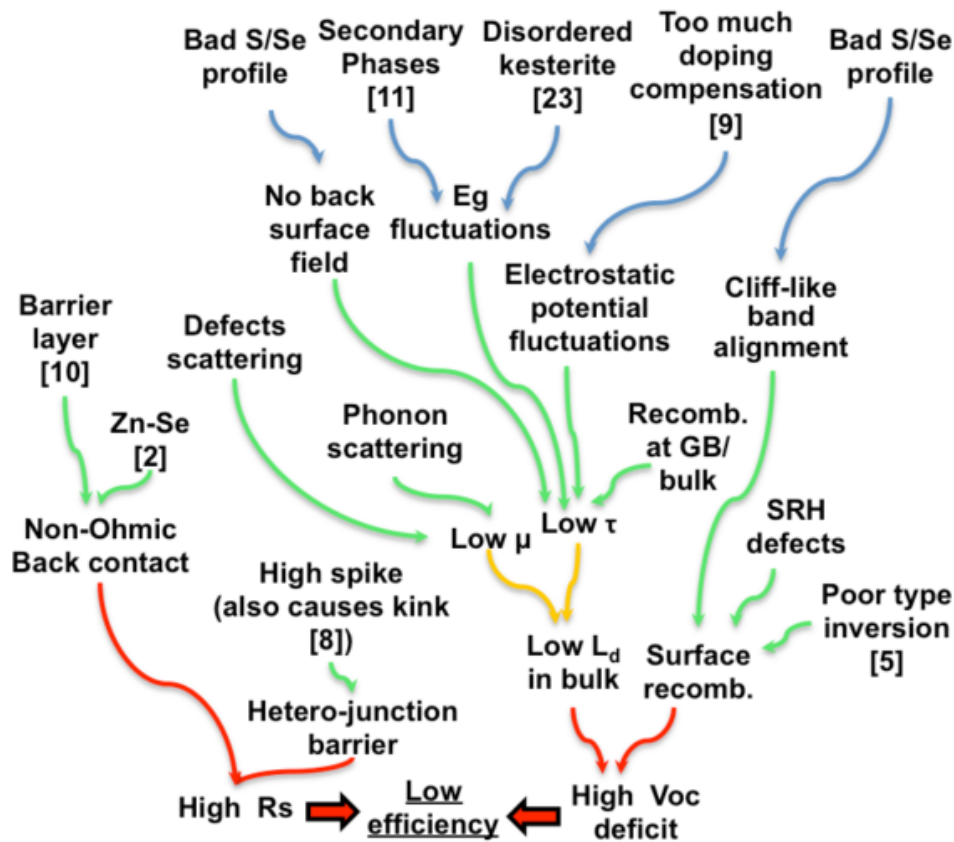 Bad S/Se
profile
Secondary
Phases
[11]
Disordered
kesterite
[23]
Too much
doping
compensation
[9]
Bad S/Se
profile
No back
surface
field
Eg
fluctuations
Electrostatic
potential
fluctuations
Cliff-like
band
alignment
Barrier
layer
[10]
Defects
scattering
Zn-Se
[2]
Phonon
scattering
Recomb.
at GB/
bulk
Non-Ohmic
Back contact
Low μ
Low τ
SRH
defects
High spike
(also causes kink
[8])
Poor type
inversion
[5]
Low Ld
in bulk
Surface
recomb.
Hetero-junction
barrier
High Rs
Low
efficiency
High Voc
deficit